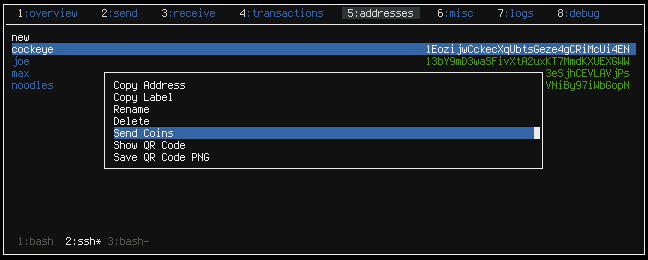 1:overview 2:send 3:receive 4:transactions 5:addresses 6:misc 7:logs 8:debug
new
cockeye 1EozijwCckecXqUbtsGeze4gCRiMcUi4EN
joe 13bY9mD3waSFivXtA2uxKT7MmdKXUEXGWW
max 3eSjhCEVLAVjPs
noodles VNiBy97iWbGopN
Copy Address
Copy Label
Rename
Delete
Send Coins
Show QR Code
Save QR Code PNG
1:bash 2:ssh* 3:bash-